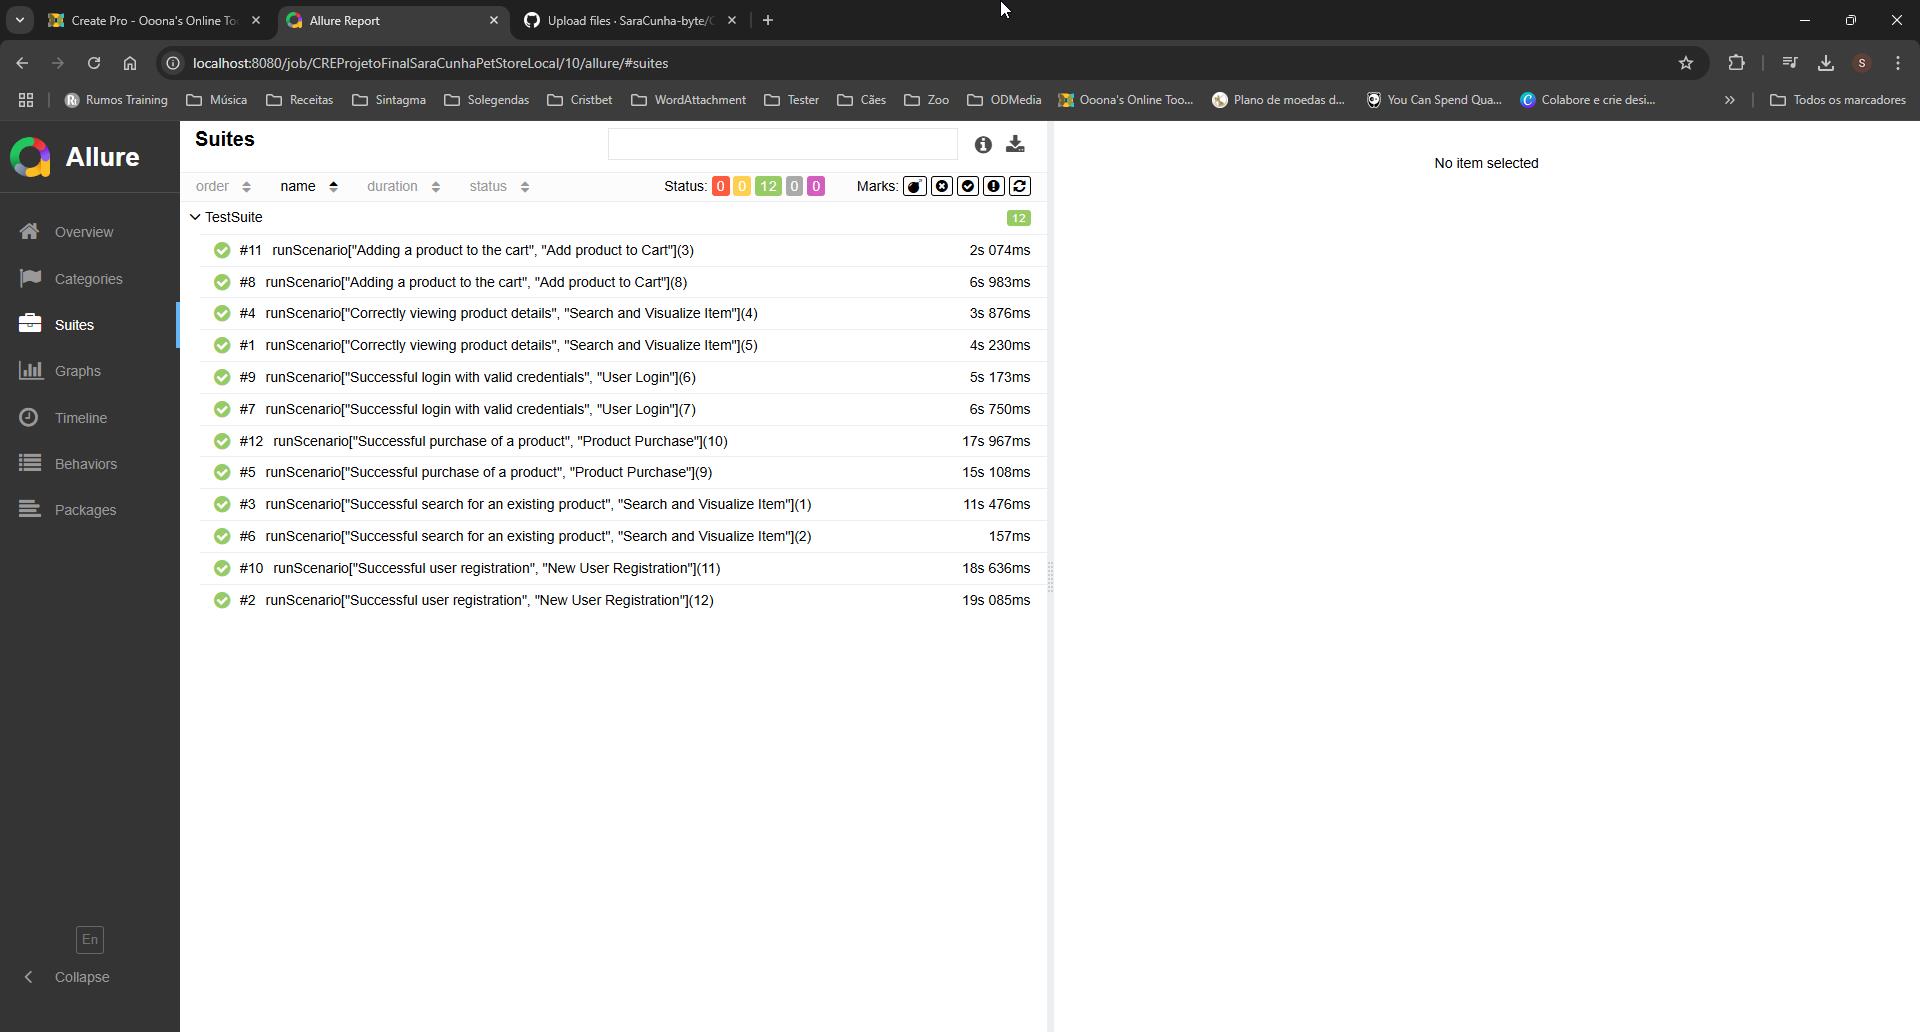 Create Pro - Ooona's Online To
Allure Report
Upload files · SaraCunha-byte/C
localhost:8080/job/CREProjetoFinalSaraCunhaPetStoreLocal/10/allure/#suites
S
Rumos Training
Música
Receitas
Sintagma
Solegendas
Cristbet
WordAttachment
Tester
Cães
Zoo
ODMedia
Ooona's Online Too...
Plano de moedas d...
You Can Spend Qua...
Colabore e crie desi...
Todos os marcadores
Allure
Overview
Categories
Suites
Graphs
Timeline
Behaviors
Packages
En
Collapse
Suites
order name duration status Status: 0 0 12 0 0 Marks:
TestSuite 12
#11 runScenario["Adding a product to the cart", "Add product to Cart"](3) 2s 074ms
#8 runScenario["Adding a product to the cart", "Add product to Cart"](8) 6s 983ms
#4 runScenario["Correctly viewing product details", "Search and Visualize Item"](4) 3s 876ms
#1 runScenario["Correctly viewing product details", "Search and Visualize Item"](5) 4s 230ms
#9 runScenario["Successful login with valid credentials", "User Login"](6) 5s 173ms
#7 runScenario["Successful login with valid credentials", "User Login"](7) 6s 750ms
#12 runScenario["Successful purchase of a product", "Product Purchase"](10) 17s 967ms
#5 runScenario["Successful purchase of a product", "Product Purchase"](9) 15s 108ms
#3 runScenario["Successful search for an existing product", "Search and Visualize Item"](1) 11s 476ms
#6 runScenario["Successful search for an existing product", "Search and Visualize Item"](2) 157ms
#10 runScenario["Successful user registration", "New User Registration"](11) 18s 636ms
#2 runScenario["Successful user registration", "New User Registration"](12) 19s 085ms
No item selected